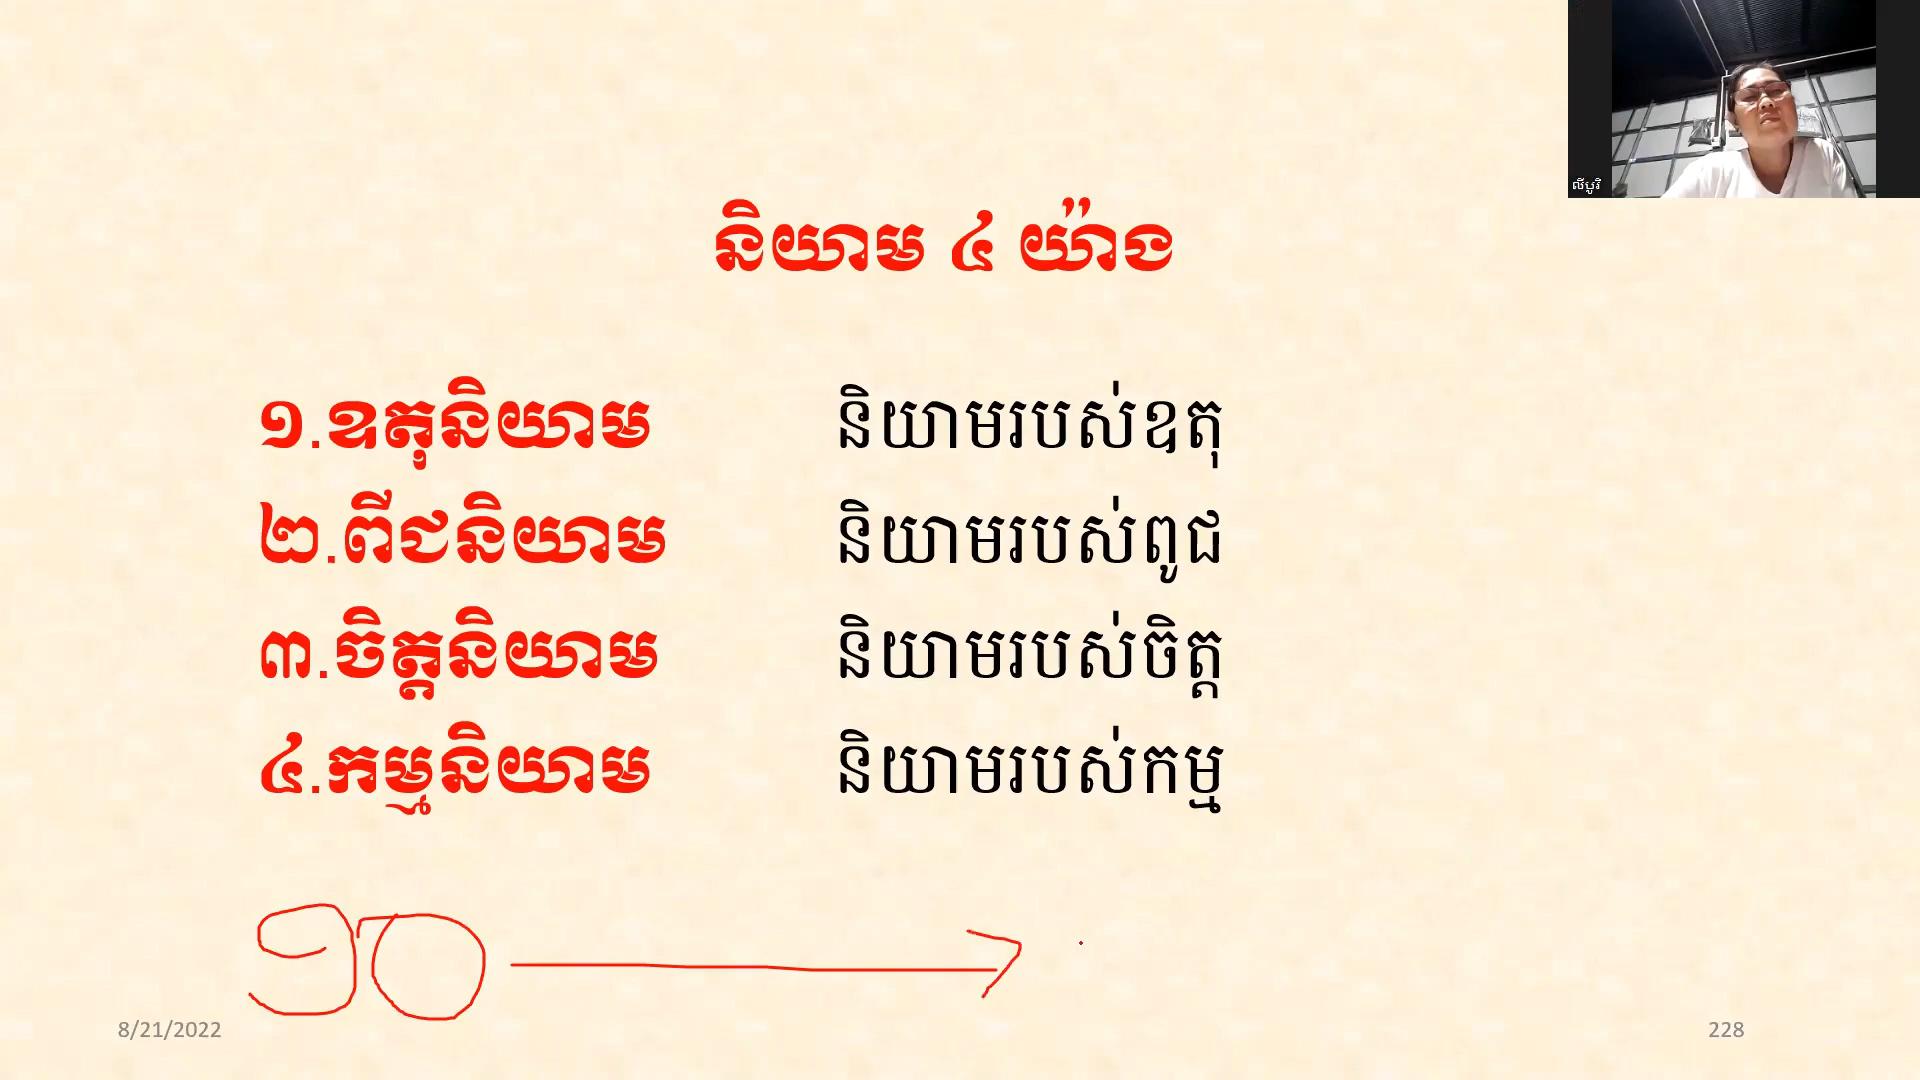 លីបូរិ
និយាម ៤ យ៉ាង
១.ឧតុនិយាម និយាមរបស់ឧតុ
២.ពីជនិយាម និយាមរបស់ពូជ
៣.ចិត្តនិយាម និយាមរបស់ចិត្ត
៤.កម្មនិយាម និយាមរបស់កម្ម
១០
8/21/2022 228